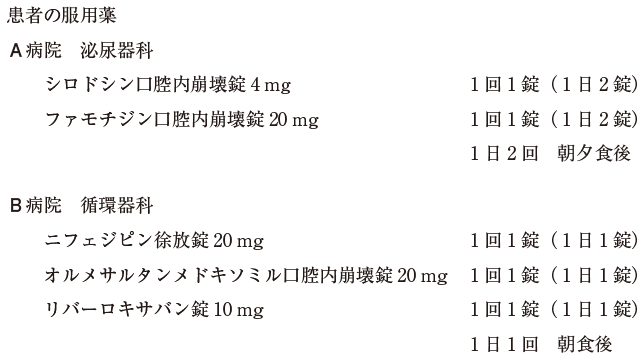 患者の服用薬
A病院　泌尿器科
シロドシン口腔内崩壊錠 4 mg　1 回 1 錠（1 日 2 錠）
ファモチジン口腔内崩壊錠 20 mg　1 回 1 錠（1 日 2 錠）
1 日 2 回　朝夕食後
B病院　循環器科
ニフェジピン徐放錠 20 mg　1 回 1 錠（1 日 1 錠）
オルメサルタンメドキソミル口腔内崩壊錠 20 mg　1 回 1 錠（1 日 1 錠）
リバーロキサバン錠 10 mg　1 回 1 錠（1 日 1 錠）
1 日 1 回　朝食後